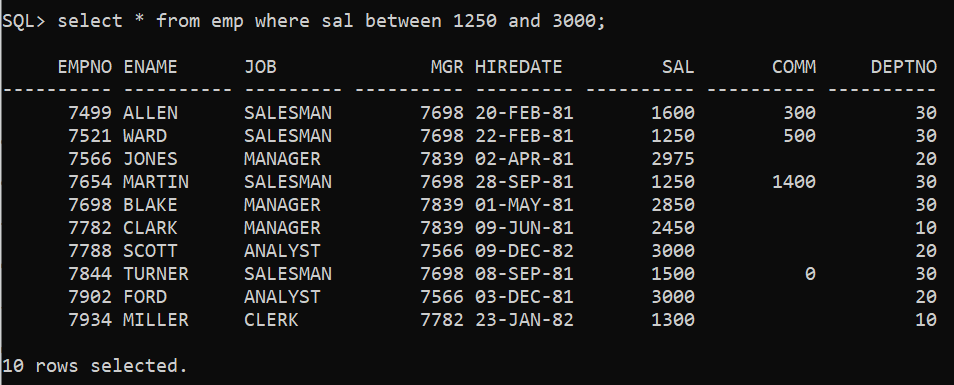 SQL> select * from emp where sal between 1250 and 3000;
     EMPNO ENAME      JOB              MGR HIREDATE         SAL       COMM     DEPTNO
---------- ---------- --------- ---------- --------- ---------- ---------- ----------
      7499 ALLEN      SALESMAN        7698 20-FEB-81       1600        300         30
      7521 WARD       SALESMAN        7698 22-FEB-81       1250        500         30
      7566 JONES      MANAGER         7839 02-APR-81       2975                    20
      7654 MARTIN     SALESMAN        7698 28-SEP-81       1250       1400         30
      7698 BLAKE      MANAGER         7839 01-MAY-81       2850                    30
      7782 CLARK      MANAGER         7839 09-JUN-81       2450                    10
      7788 SCOTT      ANALYST         7566 09-DEC-82       3000                    20
      7844 TURNER     SALESMAN        7698 08-SEP-81       1500          0         30
      7902 FORD       ANALYST         7566 03-DEC-81       3000                    20
      7934 MILLER     CLERK           7782 23-JAN-82       1300                    10
10 rows selected.